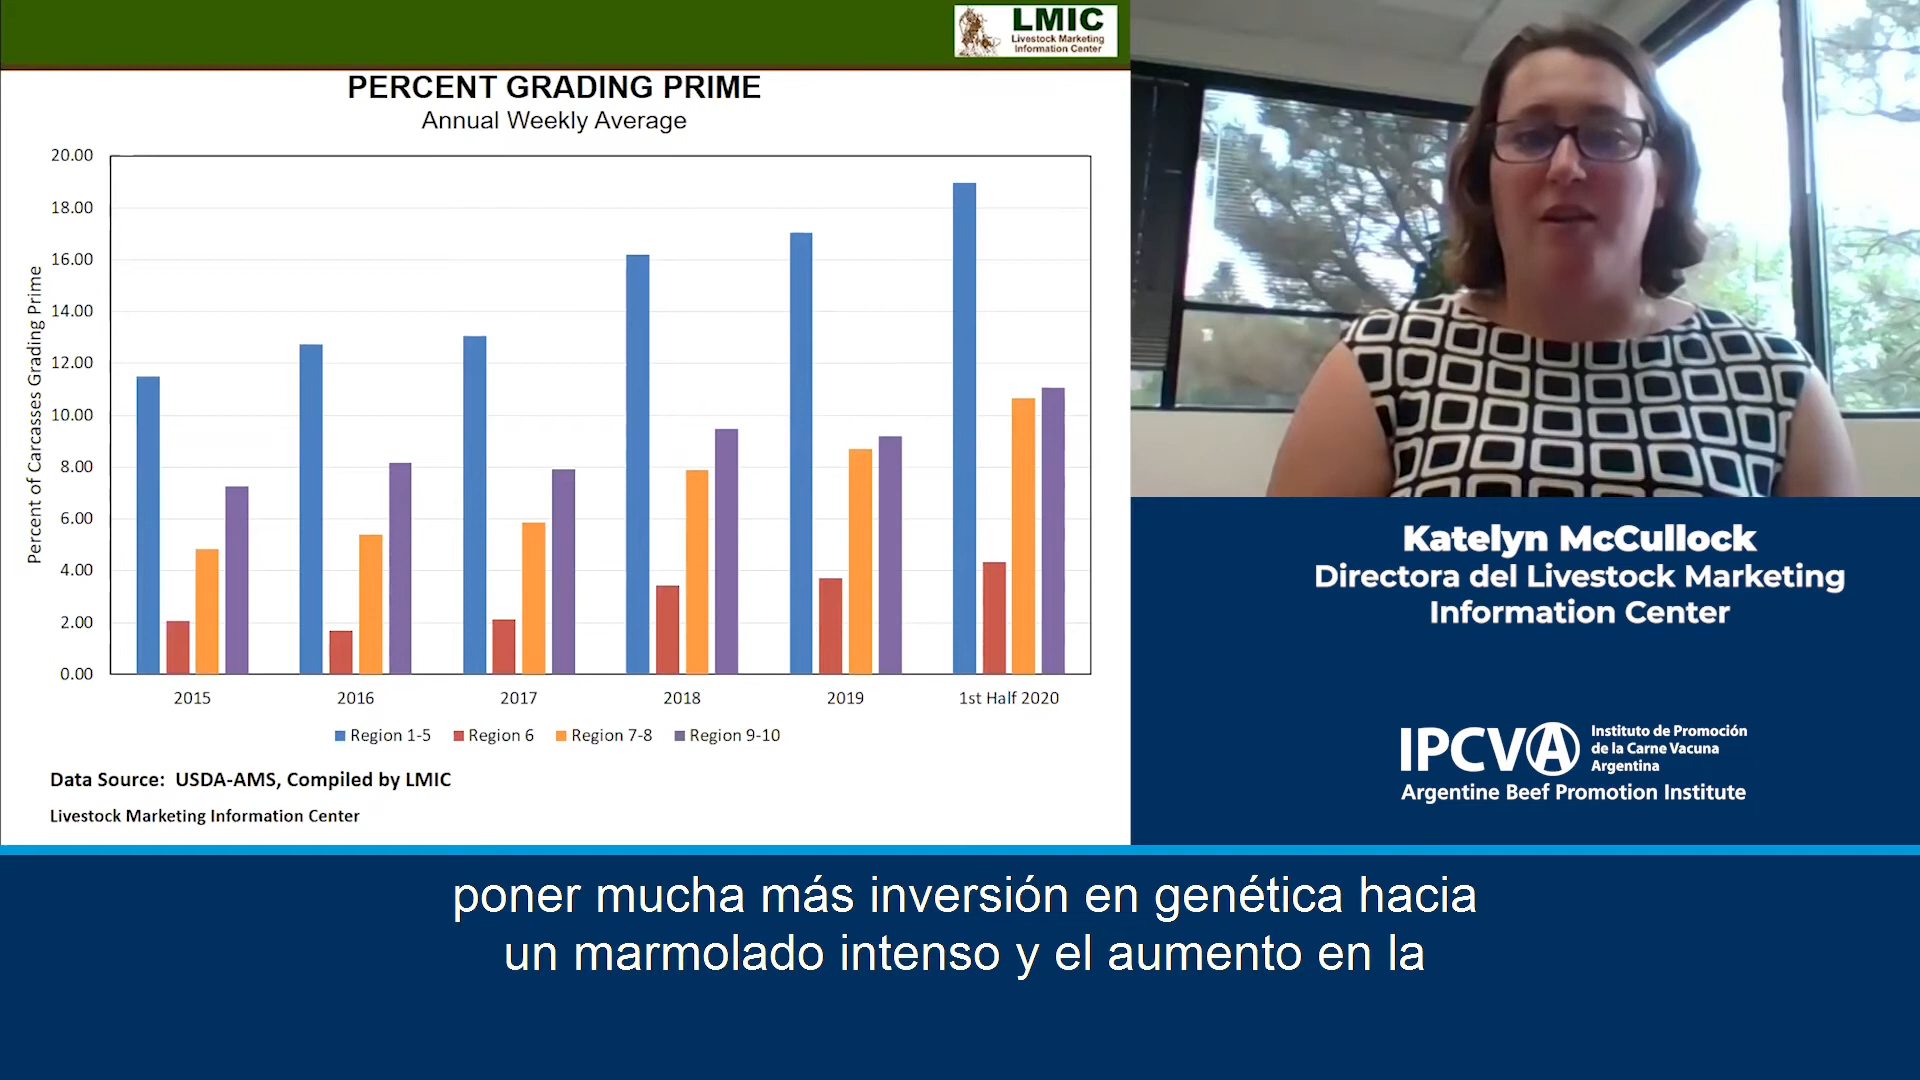 LMIC
Livestock Marketing
Information Center
PERCENT GRADING PRIME
Annual Weekly Average
Percent of Carcasses Grading Prime
20.00
18.00
16.00
14.00
12.00
10.00
8.00
6.00
4.00
2.00
0.00
2015 2016 2017 2018 2019 1st Half 2020
Region 1-5 Region 6 Region 7-8 Region 9-10
Data Source: USDA-AMS, Compiled by LMIC
Livestock Marketing Information Center
Katelyn McCullock
Directora del Livestock Marketing
Information Center
IPCVA
Instituto de Promoción
de la Carne Vacuna
Argentina
Argentine Beef Promotion Institute
poner mucha más inversión en genética hacia
un marmolado intenso y el aumento en la